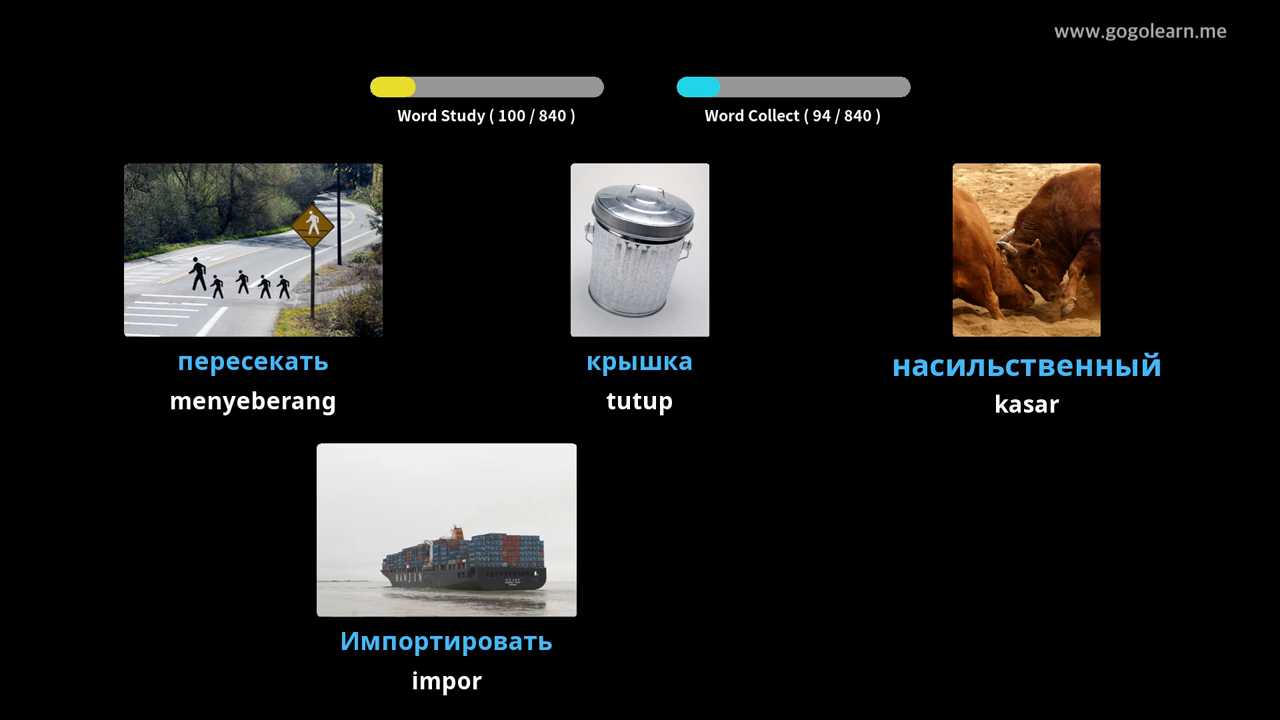 www.gogolearn.me
Word Study ( 100 / 840 )
Word Collect ( 94 / 840 )
пересекать
menyeberang
крышка
tutup
насильственный
kasar
HANJIN
Импортировать
impor